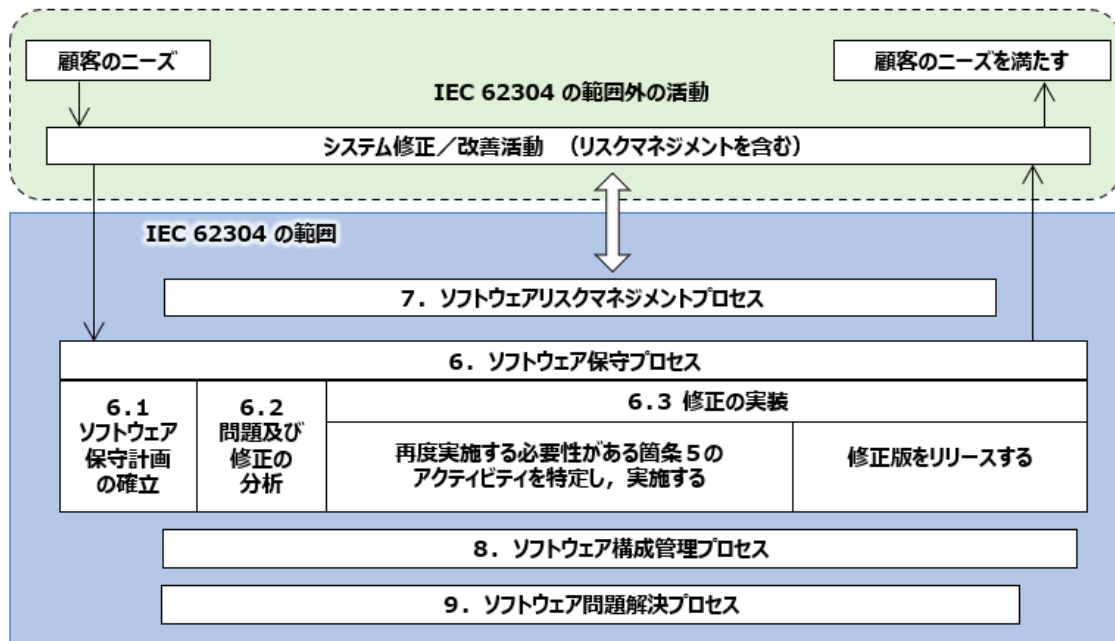 顧客のニーズ
顧客のニーズを満たす
IEC 62304 の範囲外の活動
システム修正／改善活動 （リスクマネジメントを含む）
IEC 62304 の範囲
7．ソフトウェアリスクマネジメントプロセス
6．ソフトウェア保守プロセス
6.1
ソフトウェア
保守計画
の確立
6.2
問題及び
修正の
分析
6.3 修正の実装
再度実施する必要性がある箇条５の
アクティビティを特定し，実施する
修正版をリリースする
8．ソフトウェア構成管理プロセス
9．ソフトウェア問題解決プロセス